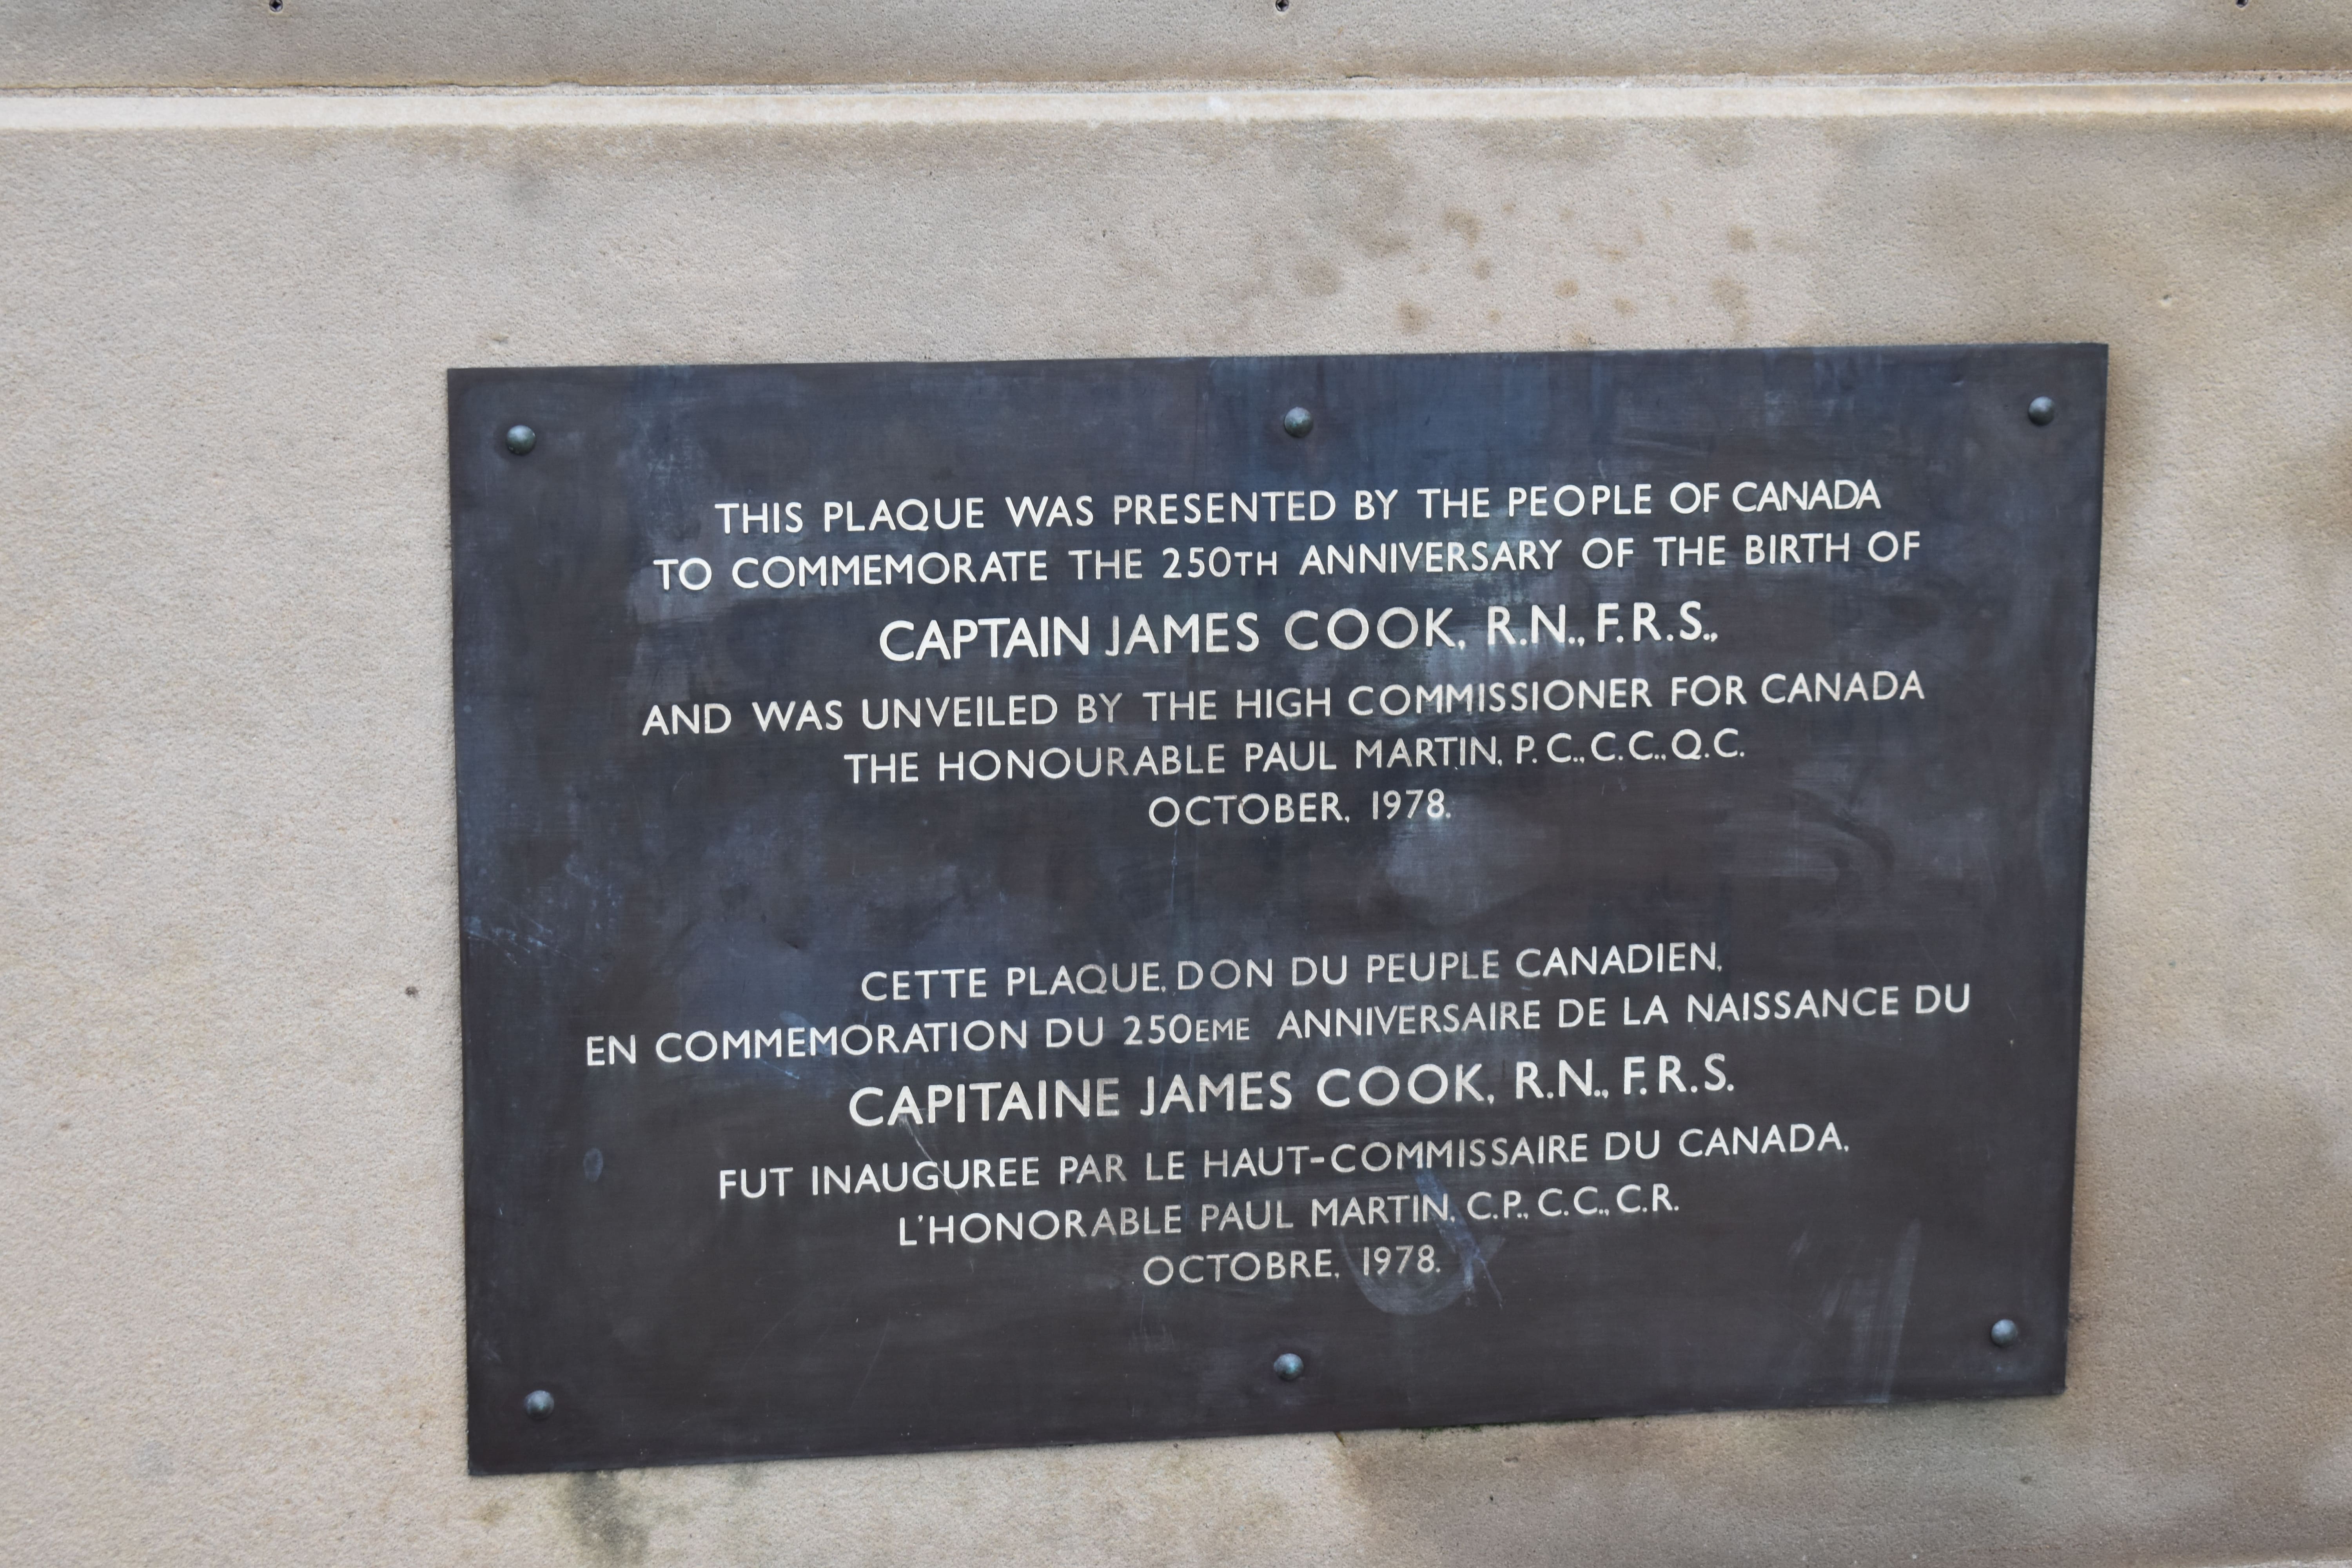 THIS PLAQUE WAS PRESENTED BY THE PEOPLE OF CANADA
TO COMMEMORATE THE 250TH ANNIVERSARY OF THE BIRTH OF
CAPTAIN JAMES COOK, R.N., F.R.S.,
AND WAS UNVEILED BY THE HIGH COMMISSIONER FOR CANADA
THE HONOURABLE PAUL MARTIN, P.C., C.C., Q.C.
OCTOBER, 1978.
CETTE PLAQUE, DON DU PEUPLE CANADIEN,
EN COMMEMORATION DU 250EME ANNIVERSAIRE DE LA NAISSANCE DU
CAPITAINE JAMES COOK, R.N., F.R.S.
FUT INAUGUREE PAR LE HAUT-COMMISSAIRE DU CANADA,
L'HONORABLE PAUL MARTIN, C.P., C.C., C.R.
OCTOBRE, 1978.